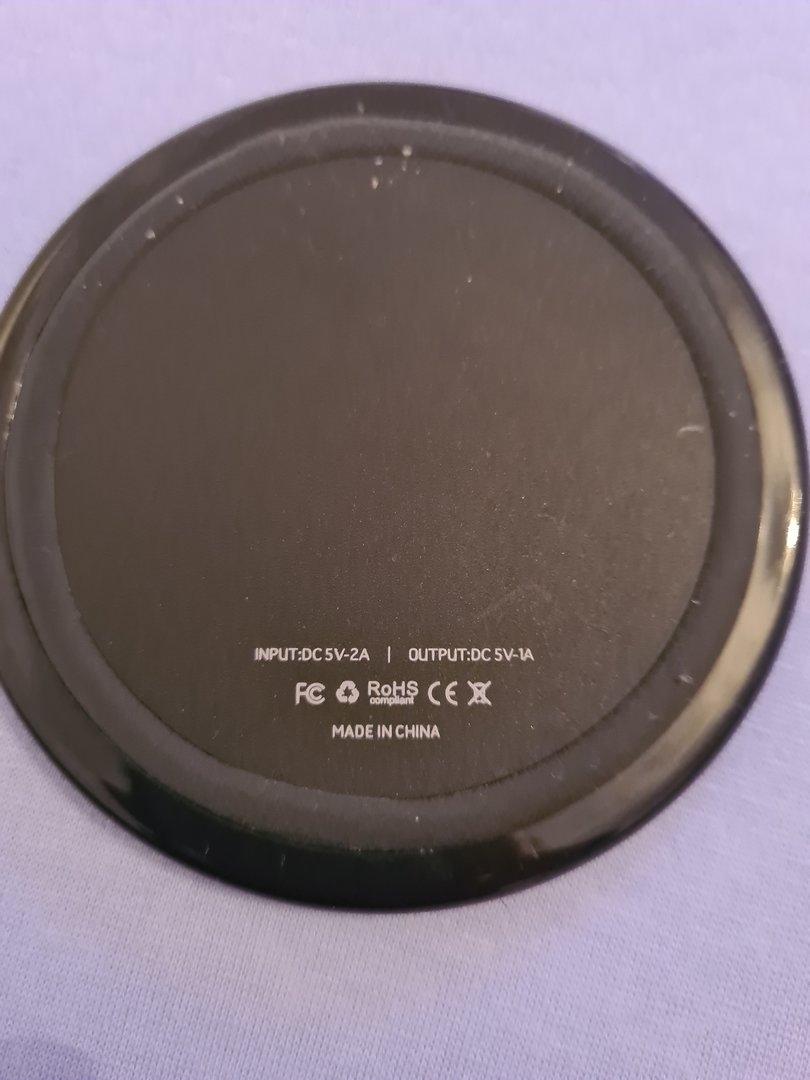 INPUT:DC 5V-2A | OUTPUT:DC 5V-1A
FC RoHS compliant CE
MADE IN CHINA